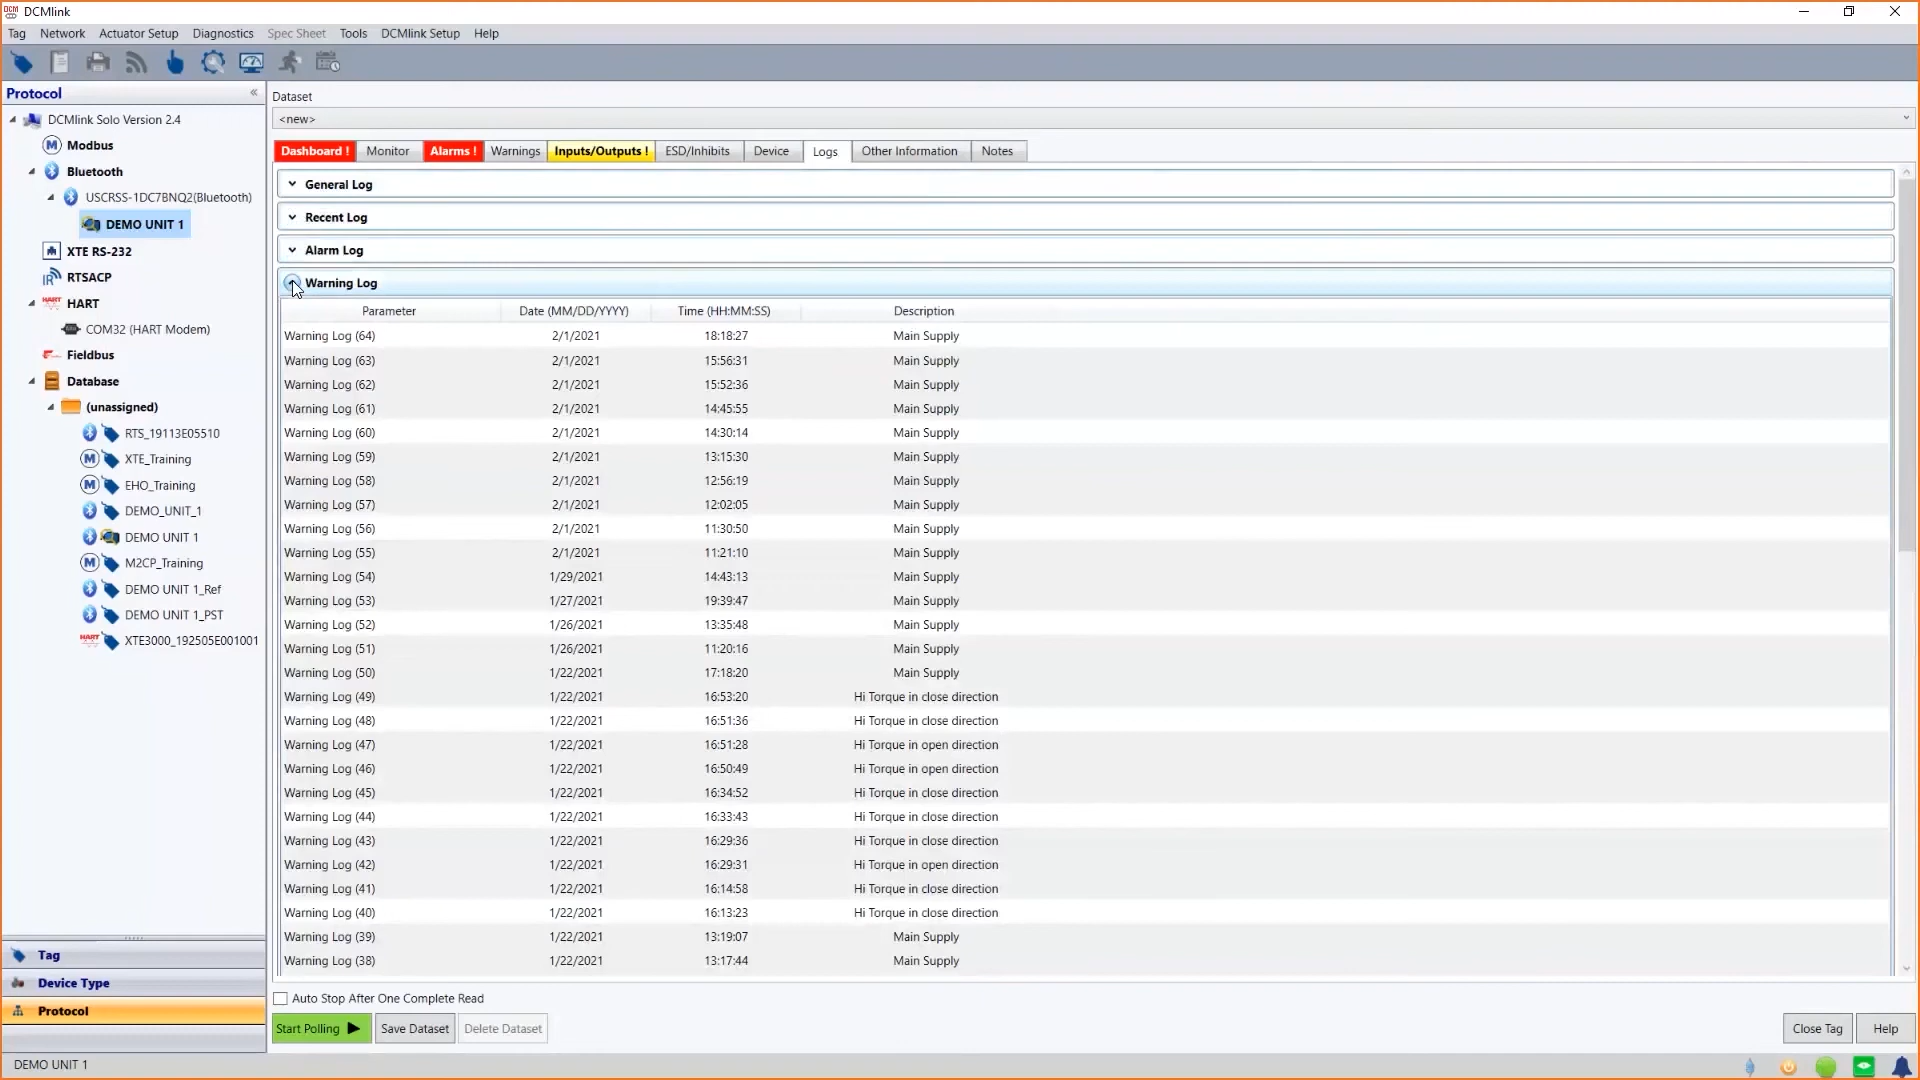 DCMlink
Tag Network Actuator Setup Diagnostics Spec Sheet Tools DCMlink Setup Help
Protocol «
DCMlink Solo Version 2.4
Modbus
Bluetooth
USCRSS-1DC7BNQ2(Bluetooth)
DEMO UNIT 1
XTE RS-232
RTSACP
HART
COM32 (HART Modem)
Fieldbus
Database
(unassigned)
RTS_19113E05510
XTE_Training
EHO_Training
DEMO_UNIT_1
DEMO UNIT 1
M2CP_Training
DEMO UNIT 1_Ref
DEMO UNIT 1_PST
XTE3000_192505E001001
Tag
Device Type
Protocol
Dataset
<new>
Dashboard ! Monitor Alarms ! Warnings Inputs/Outputs ! ESD/Inhibits Device Logs Other Information Notes
General Log
Recent Log
Alarm Log
Warning Log
Parameter Date (MM/DD/YYYY) Time (HH:MM:SS) Description
Warning Log (64) 2/1/2021 18:18:27 Main Supply
Warning Log (63) 2/1/2021 15:56:31 Main Supply
Warning Log (62) 2/1/2021 15:52:36 Main Supply
Warning Log (61) 2/1/2021 14:45:55 Main Supply
Warning Log (60) 2/1/2021 14:30:14 Main Supply
Warning Log (59) 2/1/2021 13:15:30 Main Supply
Warning Log (58) 2/1/2021 12:56:19 Main Supply
Warning Log (57) 2/1/2021 12:02:05 Main Supply
Warning Log (56) 2/1/2021 11:30:50 Main Supply
Warning Log (55) 2/1/2021 11:21:10 Main Supply
Warning Log (54) 1/29/2021 14:43:13 Main Supply
Warning Log (53) 1/27/2021 19:39:47 Main Supply
Warning Log (52) 1/26/2021 13:35:48 Main Supply
Warning Log (51) 1/26/2021 11:20:16 Main Supply
Warning Log (50) 1/22/2021 17:18:20 Main Supply
Warning Log (49) 1/22/2021 16:53:20 Hi Torque in close direction
Warning Log (48) 1/22/2021 16:51:36 Hi Torque in close direction
Warning Log (47) 1/22/2021 16:51:28 Hi Torque in open direction
Warning Log (46) 1/22/2021 16:50:49 Hi Torque in open direction
Warning Log (45) 1/22/2021 16:34:52 Hi Torque in close direction
Warning Log (44) 1/22/2021 16:33:43 Hi Torque in close direction
Warning Log (43) 1/22/2021 16:29:36 Hi Torque in close direction
Warning Log (42) 1/22/2021 16:29:31 Hi Torque in open direction
Warning Log (41) 1/22/2021 16:14:58 Hi Torque in close direction
Warning Log (40) 1/22/2021 16:13:23 Hi Torque in close direction
Warning Log (39) 1/22/2021 13:19:07 Main Supply
Warning Log (38) 1/22/2021 13:17:44 Main Supply
Auto Stop After One Complete Read
Start Polling Save Dataset Delete Dataset Close Tag Help
DEMO UNIT 1